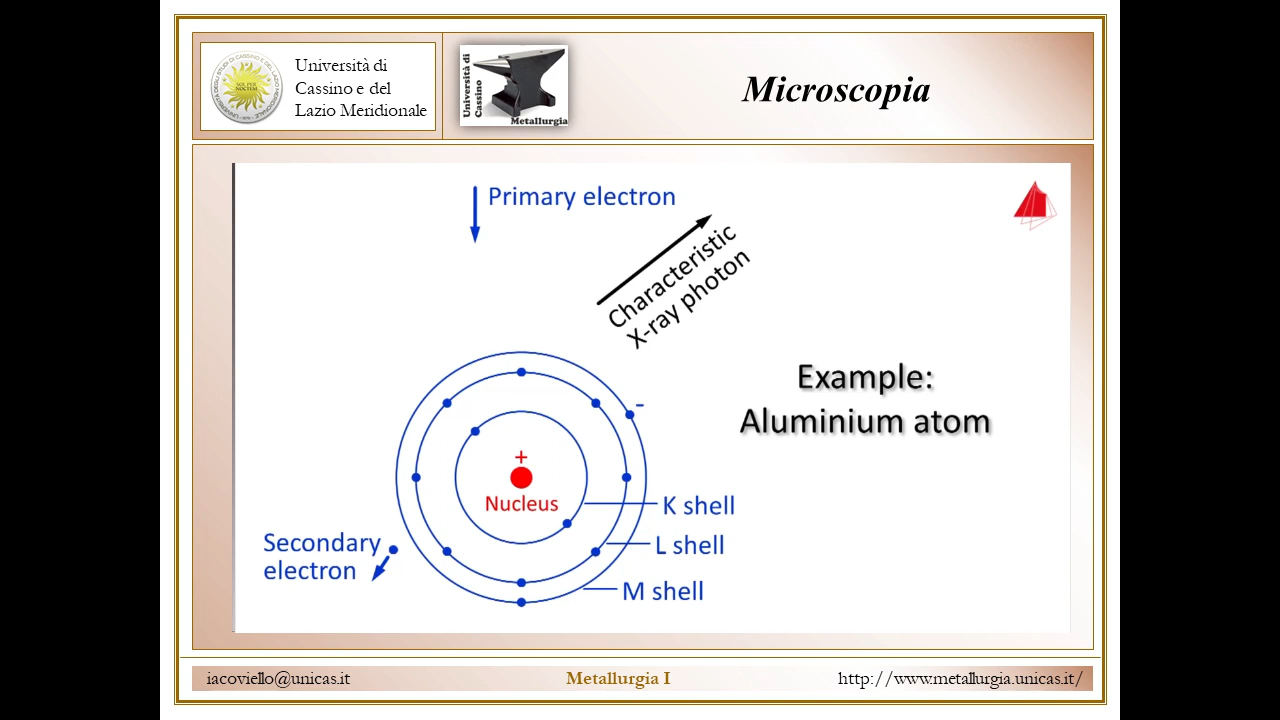 Università di
Cassino e del
Lazio Meridionale
Università di
Cassino
Metallurgia
Microscopia
Primary electron
Characteristic
X-ray photon
Example:
Aluminium atom
-
+
Nucleus
K shell
L shell
M shell
Secondary
electron
iacoviello@unicas.it
Metallurgia I
http://www.metallurgia.unicas.it/